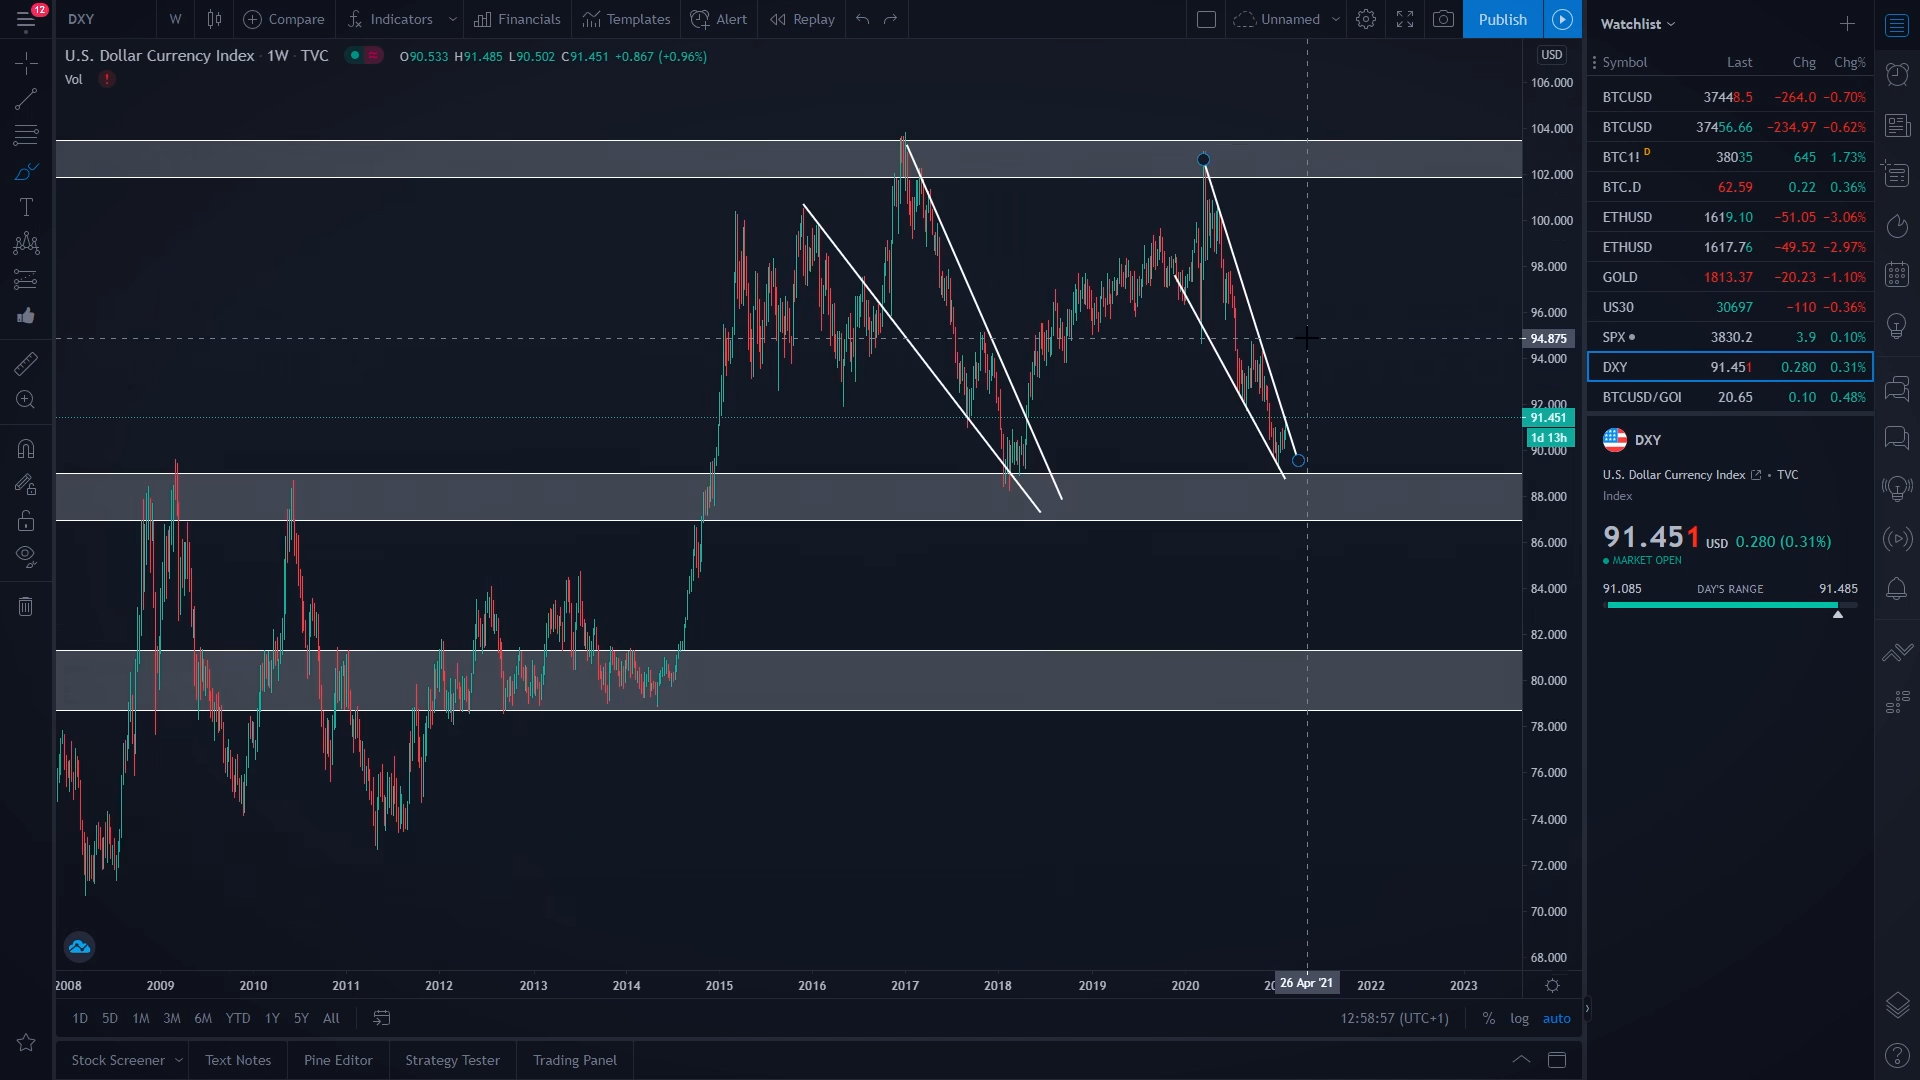 12
DXY W Compare Indicators Financials Templates Alert Replay Unnamed Publish
U.S. Dollar Currency Index · 1W · TVC O90.533 H91.485 L90.502 C91.451 +0.867 (+0.96%)
Vol !
USD
106.000
104.000
102.000
100.000
98.000
96.000
94.875
94.000
92.000
91.451
1d 13h
90.000
88.000
86.000
84.000
82.000
80.000
78.000
76.000
74.000
72.000
70.000
68.000
2008 2009 2010 2011 2012 2013 2014 2015 2016 2017 2018 2019 2020 26 Apr '21 2022 2023
1D 5D 1M 3M 6M YTD 1Y 5Y All 12:58:57 (UTC+1) % log auto
Stock Screener Text Notes Pine Editor Strategy Tester Trading Panel
Watchlist
Symbol Last Chg Chg%
BTCUSD 37448.5 −264.0 −0.70%
BTCUSD 37456.66 −234.97 −0.62%
BTC1! D 38035 645 1.73%
BTC.D 62.59 0.22 0.36%
ETHUSD 1619.10 −51.05 −3.06%
ETHUSD 1617.76 −49.52 −2.97%
GOLD 1813.37 −20.23 −1.10%
US30 30697 −110 −0.36%
SPX 3830.2 3.9 0.10%
DXY 91.451 0.280 0.31%
BTCUSD/GOI 20.65 0.10 0.48%
DXY
U.S. Dollar Currency Index • TVC
Index
91.451 USD 0.280 (0.31%)
MARKET OPEN
91.085 DAY'S RANGE 91.485